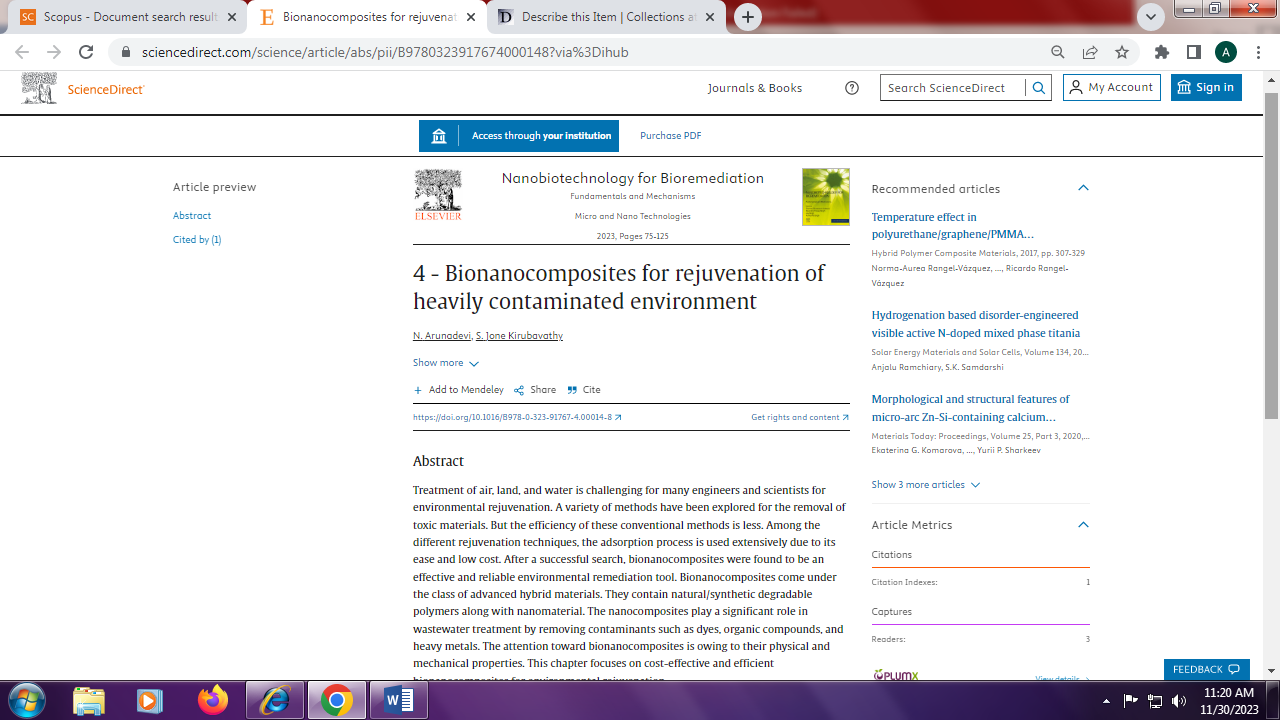 Scopus - Document search result
Bionanocomposites for rejuvenat
Describe this Item | Collections at
sciencedirect.com/science/article/abs/pii/B9780323917674000148?via%3Dihub
A
ScienceDirect
Journals & Books
Search ScienceDirect
My Account
Sign in
Access through your institution
Purchase PDF
Article preview
Abstract
Cited by (1)
ELSEVIER
Nanobiotechnology for Bioremediation
Fundamentals and Mechanisms
Micro and Nano Technologies
2023, Pages 75-125
4 - Bionanocomposites for rejuvenation of
heavily contaminated environment
N. Arunadevi, S. Jone Kirubavathy
Show more
Add to Mendeley
Share
Cite
https://doi.org/10.1016/B978-0-323-91767-4.00014-8
Get rights and content
Abstract
Treatment of air, land, and water is challenging for many engineers and scientists for
environmental rejuvenation. A variety of methods have been explored for the removal of
toxic materials. But the efficiency of these conventional methods is less. Among the
different rejuvenation techniques, the adsorption process is used extensively due to its
ease and low cost. After a successful search, bionanocomposites were found to be an
effective and reliable environmental remediation tool. Bionanocomposites come under
the class of advanced hybrid materials. They contain natural/synthetic degradable
polymers along with nanomaterial. The nanocomposites play a significant role in
wastewater treatment by removing contaminants such as dyes, organic compounds, and
heavy metals. The attention toward bionanocomposites is owing to their physical and
mechanical properties. This chapter focuses on cost-effective and efficient
bionanocomposites for environmental rejuvenation.
Recommended articles
Temperature effect in
polyurethane/graphene/PMMA…
Hybrid Polymer Composite Materials, 2017, pp. 307-329
Norma-Aurea Rangel-Vázquez, …, Ricardo Rangel-
Vázquez
Hydrogenation based disorder-engineered
visible active N-doped mixed phase titania
Solar Energy Materials and Solar Cells, Volume 134, 20…
Anjalu Ramchiary, S.K. Samdarshi
Morphological and structural features of
micro-arc Zn-Si-containing calcium…
Materials Today: Proceedings, Volume 25, Part 3, 2020,…
Ekaterina G. Komarova, …, Yurii P. Sharkeev
Show 3 more articles
Article Metrics
Citations
Citation Indexes: 1
Captures
Readers: 3
PLUMX
View details
FEEDBACK
11:20 AM
11/30/2023